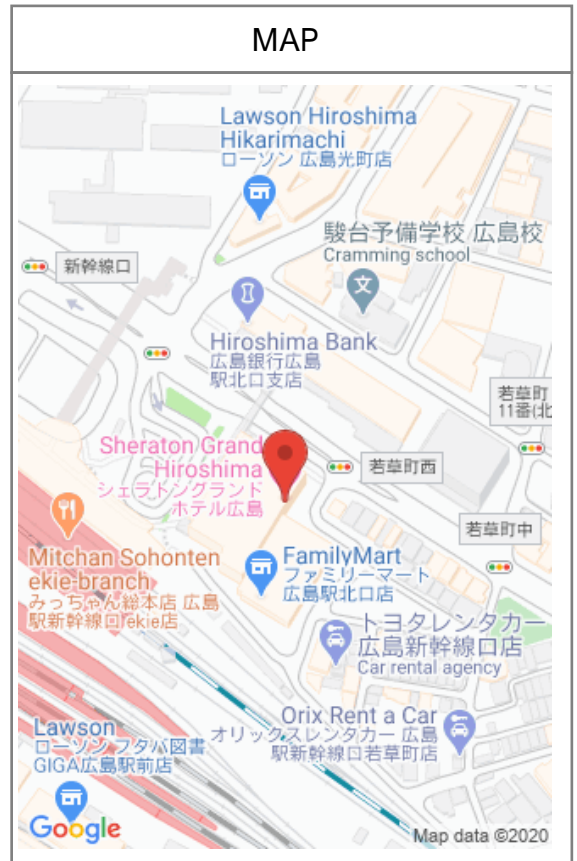 MAP
Lawson Hiroshima
Hikarimachi
ローソン 広島光町店
駿台予備学校 広島校
Cramming school
新幹線口
Hiroshima Bank
広島銀行広島
駅北口支店
若草町
11番(北
Sheraton Grand
Hiroshima
シェラトングランド
ホテル広島
若草町西
若草町中
Mitchan Sohonten
ekie-branch
みっちゃん総本店 広島
駅新幹線口 ekie店
FamilyMart
ファミリーマート
広島駅北口店
トヨタレンタカー
広島新幹線口店
Car rental agency
Orix Rent a Car
オリックスレンタカー 広島
駅新幹線口若草町店
Lawson
ローソン フタバ図書
GIGA広島駅前店
Google
Map data ©2020